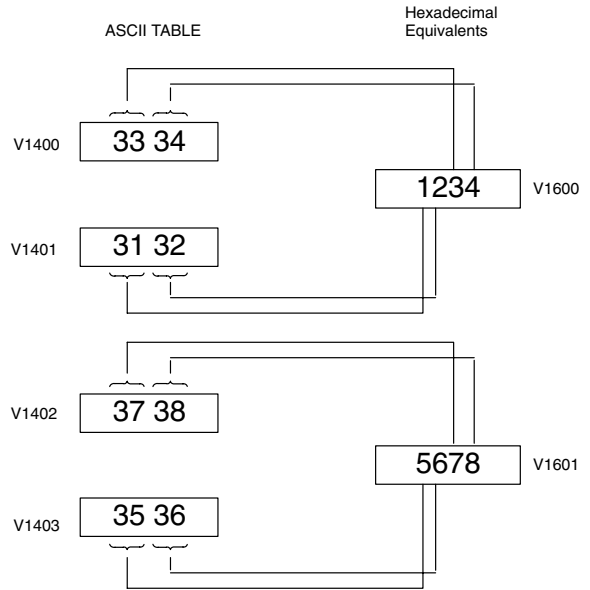 ASCII TABLE
Hexadecimal
Equivalents
V1400
33 34
1234
V1600
V1401
31 32
V1402
37 38
5678
V1601
V1403
35 36